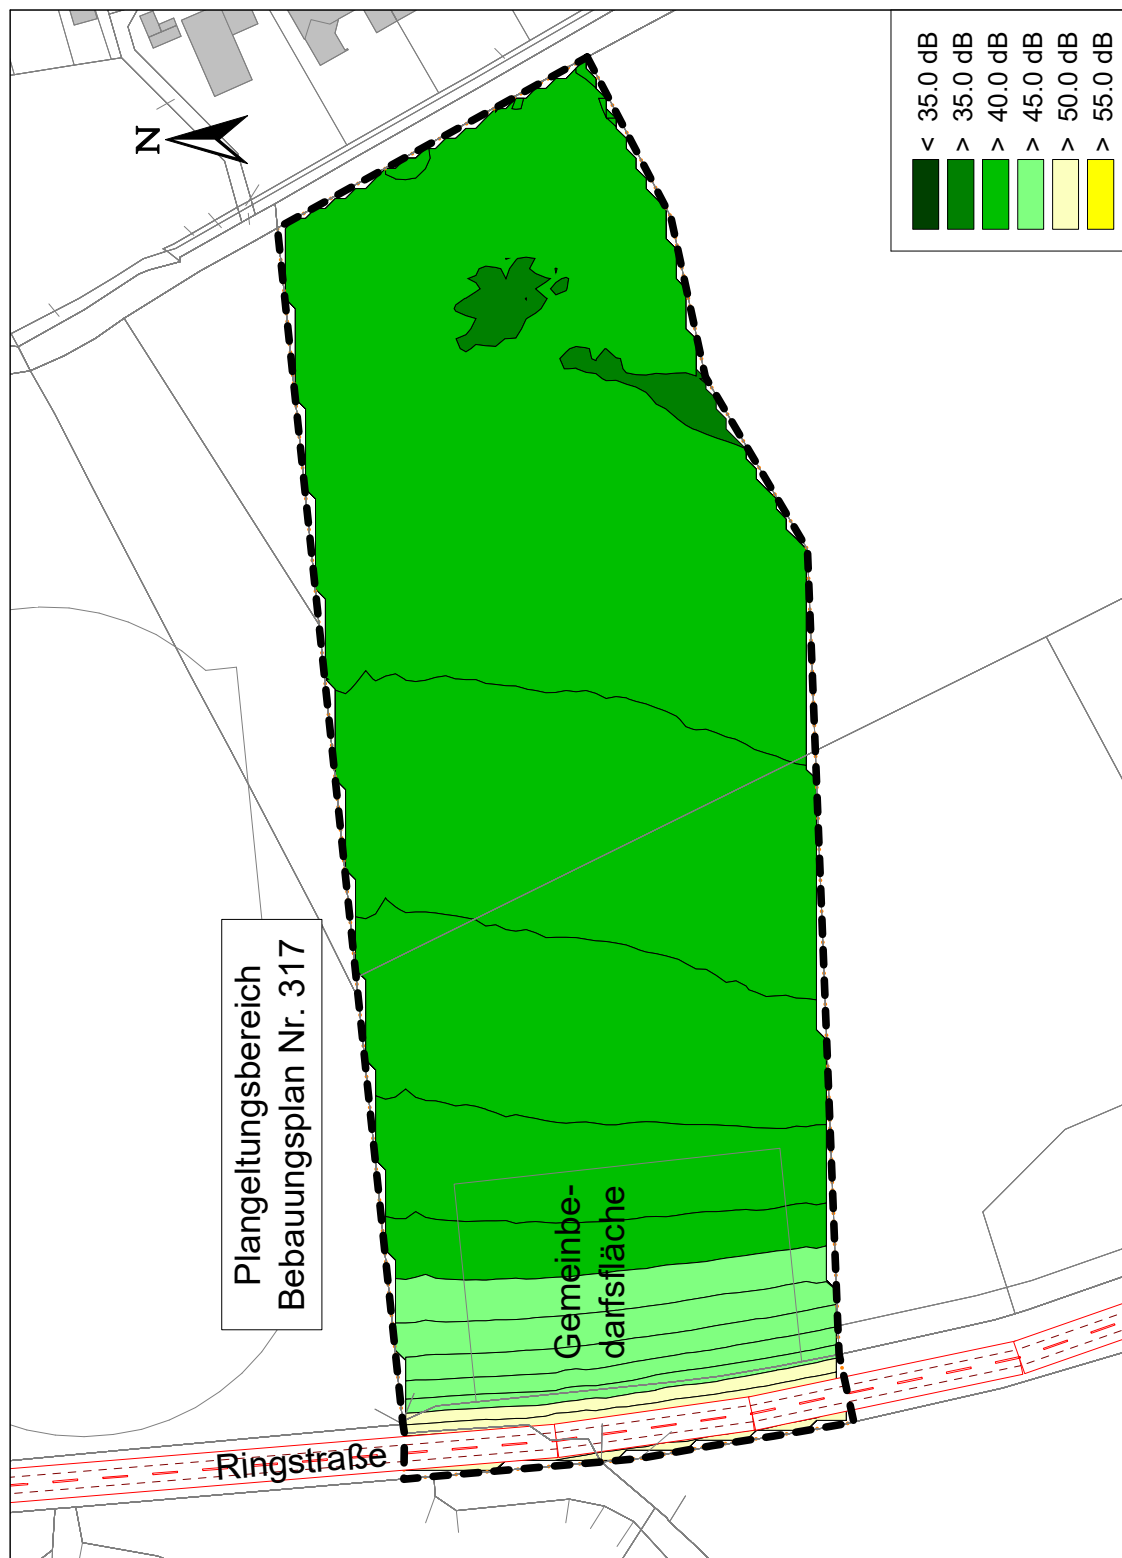 N
Plangeltungsbereich
Bebauungsplan Nr. 317
Gemeinbe-
darfsfläche
Ringstraße
< 35.0 dB
> 35.0 dB
> 40.0 dB
> 45.0 dB
> 50.0 dB
> 55.0 dB